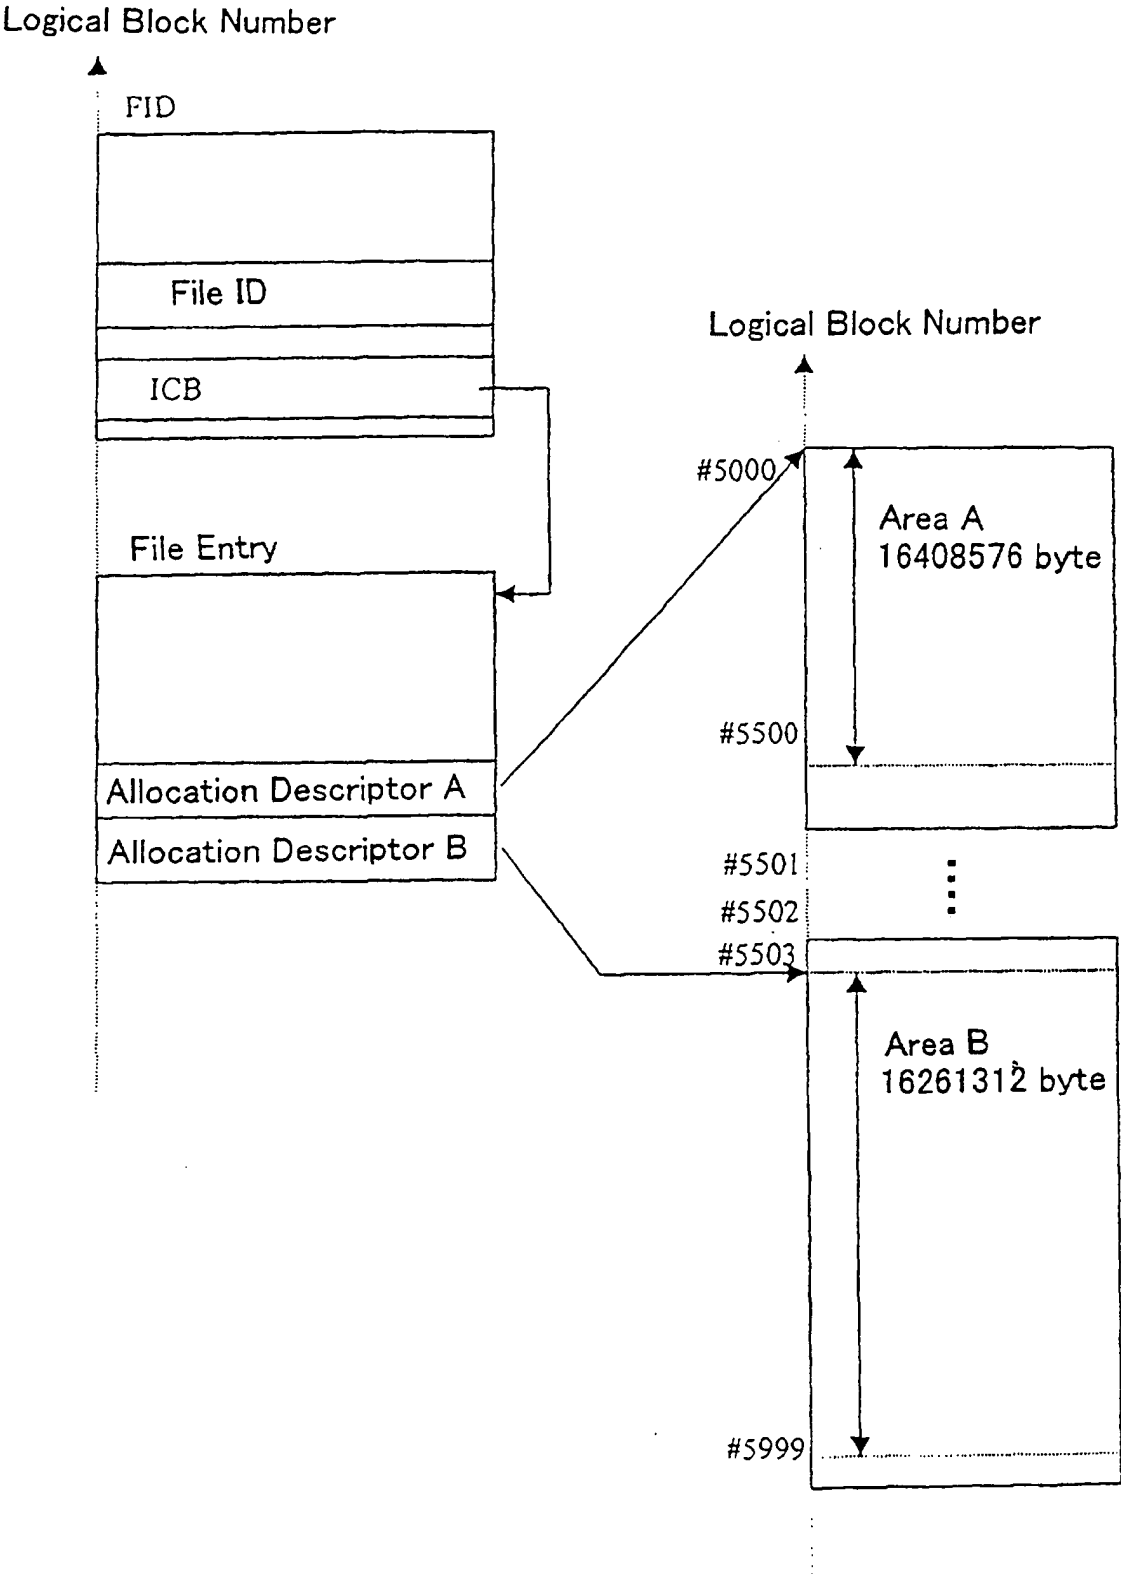 Logical Block Number
FID
File ID
ICB
File Entry
Allocation Descriptor A
Allocation Descriptor B
Logical Block Number
#5000
Area A
16408576 byte
#5500
#5501
#5502
#5503
Area B
16261312 byte
#5999